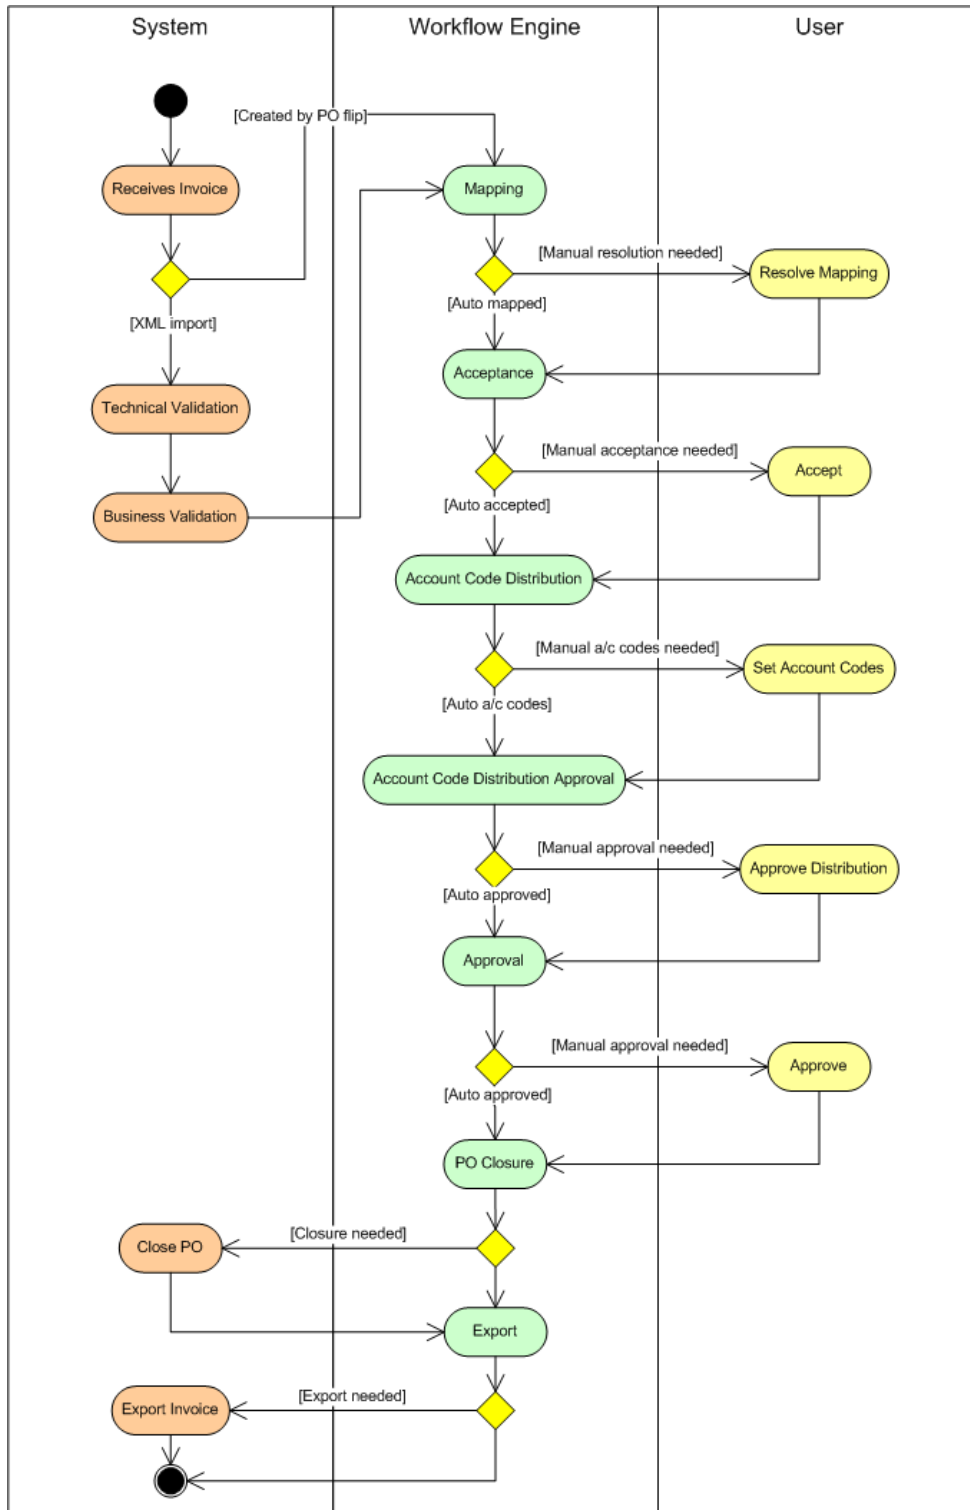 System
Workflow Engine
User
[Created by PO flip]
Receives Invoice
Mapping
[Manual resolution needed]
Resolve Mapping
[Auto mapped]
[XML import]
Acceptance
Technical Validation
[Manual acceptance needed]
Accept
[Auto accepted]
Business Validation
Account Code Distribution
[Manual a/c codes needed]
Set Account Codes
[Auto a/c codes]
Account Code Distribution Approval
[Manual approval needed]
Approve Distribution
[Auto approved]
Approval
[Manual approval needed]
Approve
[Auto approved]
PO Closure
[Closure needed]
Close PO
Export
[Export needed]
Export Invoice